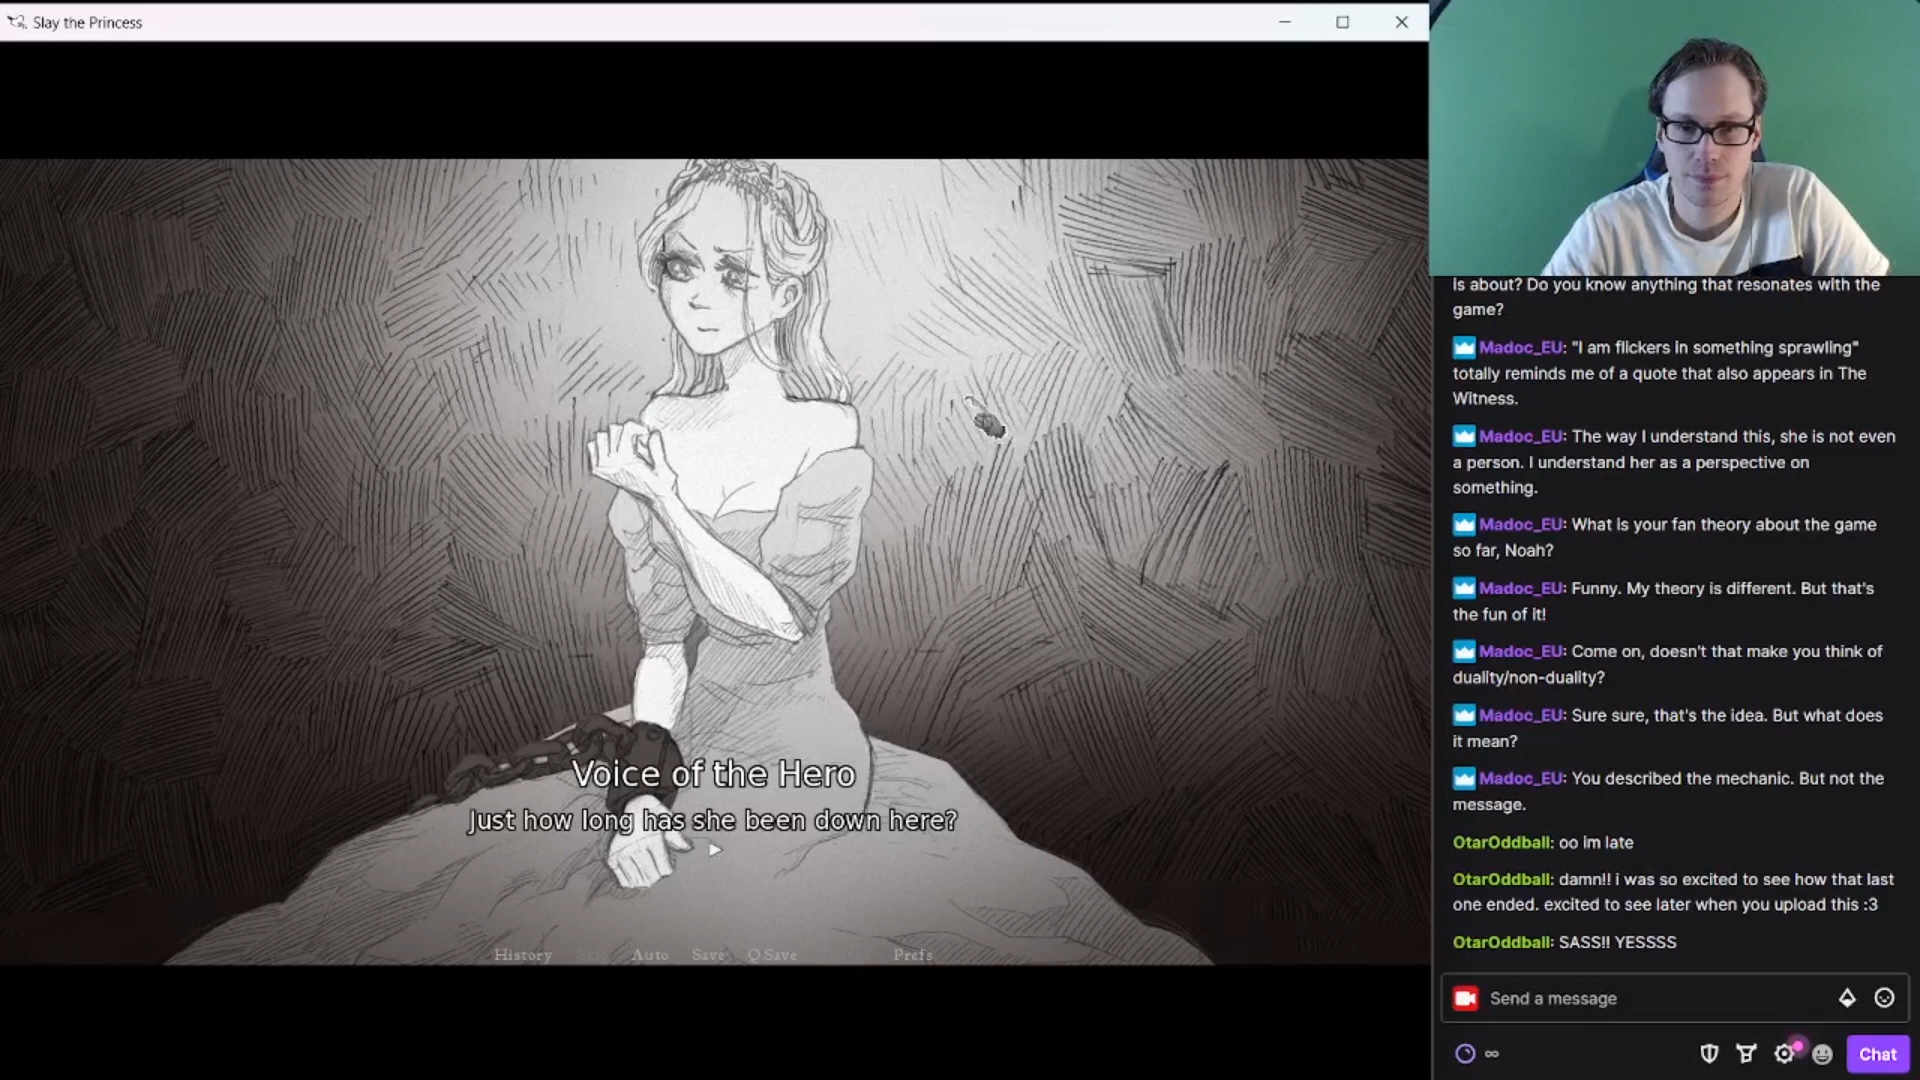 Slay the Princess
Voice of the Hero
Just how long has she been down here?
History Skip Auto Save Q.Save Prefs
is about? Do you know anything that resonates with the
game?
Madoc_EU: "I am flickers in something sprawling"
totally reminds me of a quote that also appears in The
Witness.
Madoc_EU: The way I understand this, she is not even
a person. I understand her as a perspective on
something.
Madoc_EU: What is your fan theory about the game
so far, Noah?
Madoc_EU: Funny. My theory is different. But that's
the fun of it!
Madoc_EU: Come on, doesn't that make you think of
duality/non-duality?
Madoc_EU: Sure sure, that's the idea. But what does
it mean?
Madoc_EU: You described the mechanic. But not the
message.
OtarOddball: oo im late
OtarOddball: damn!! i was so excited to see how that last
one ended. excited to see later when you upload this :3
OtarOddball: SASS!! YESSSS
Send a message
∞
Chat